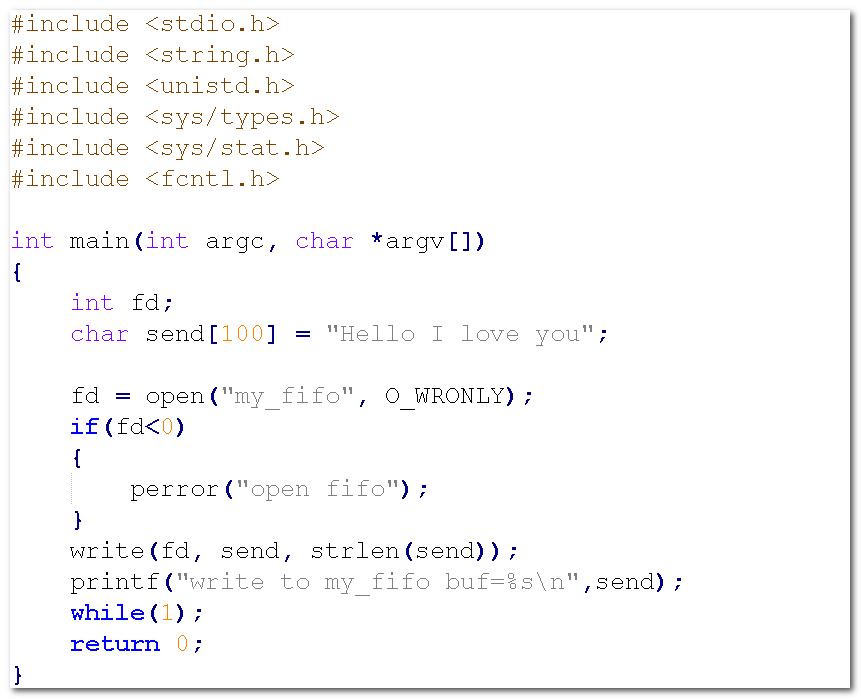 #include <stdio.h>
#include <string.h>
#include <unistd.h>
#include <sys/types.h>
#include <sys/stat.h>
#include <fcntl.h>

int main(int argc, char *argv[])
{
    int fd;
    char send[100] = "Hello I love you";

    fd = open("my_fifo", O_WRONLY);
    if(fd<0)
    {
        perror("open fifo");
    }
    write(fd, send, strlen(send));
    printf("write to my_fifo buf=%s\n",send);
    while(1);
    return 0;
}